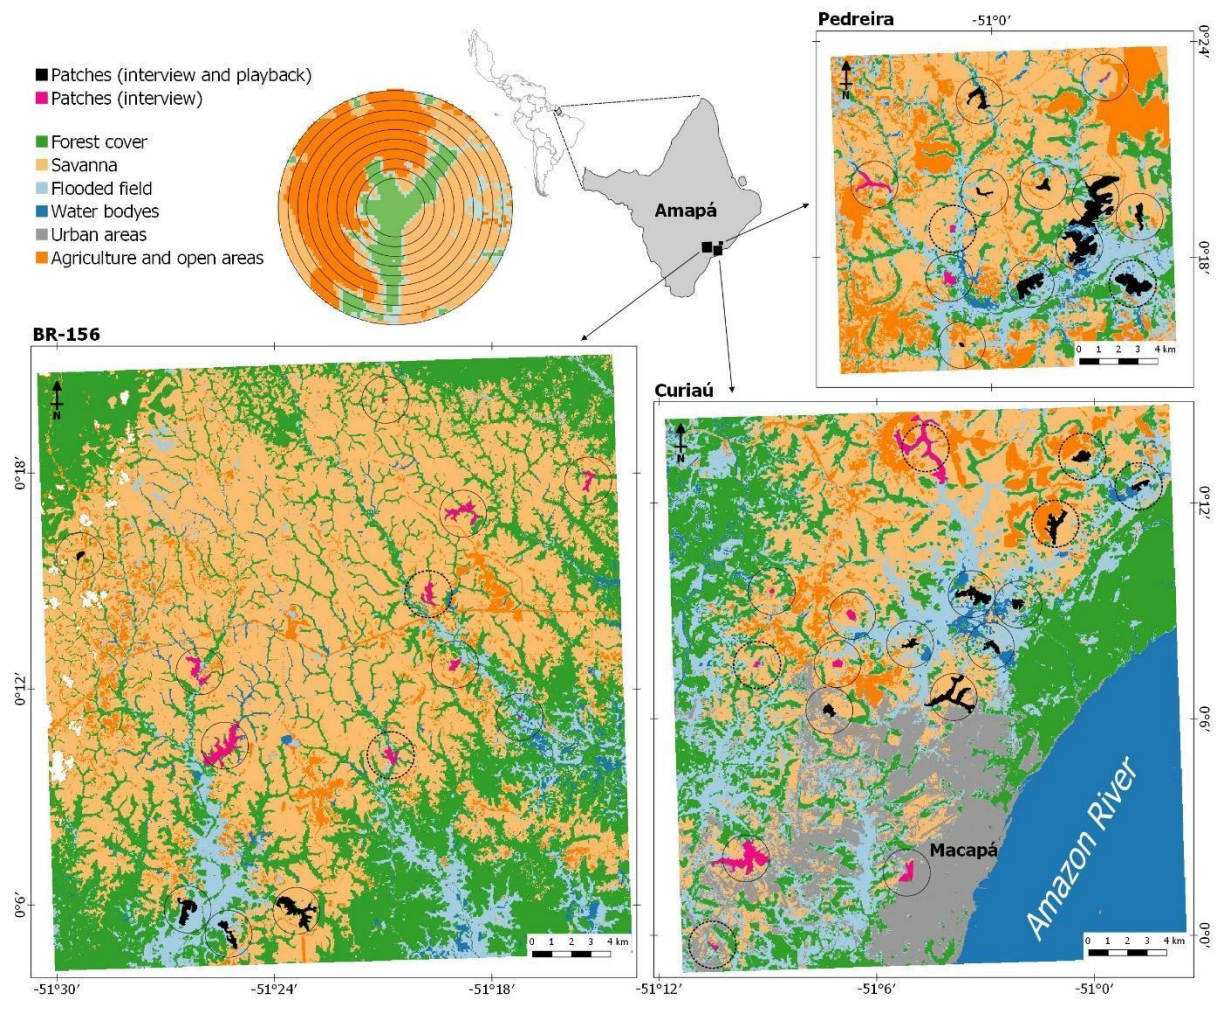 Patches (interview and playback)
Patches (interview)
Forest cover
Savanna
Flooded field
Water bodyes
Urban areas
Agriculture and open areas
Amapá
Pedreira
-51°0′
0°24′
0°18′
N
0 1 2 3 4 km
BR-156
N
0°18′
0°12′
0°6′
0 1 2 3 4 km
-51°30′
-51°24′
-51°18′
Curiaú
N
0°12′
0°6′
0°0′
Macapá
Amazon River
0 1 2 3 4 km
-51°12′
-51°6′
-51°0′